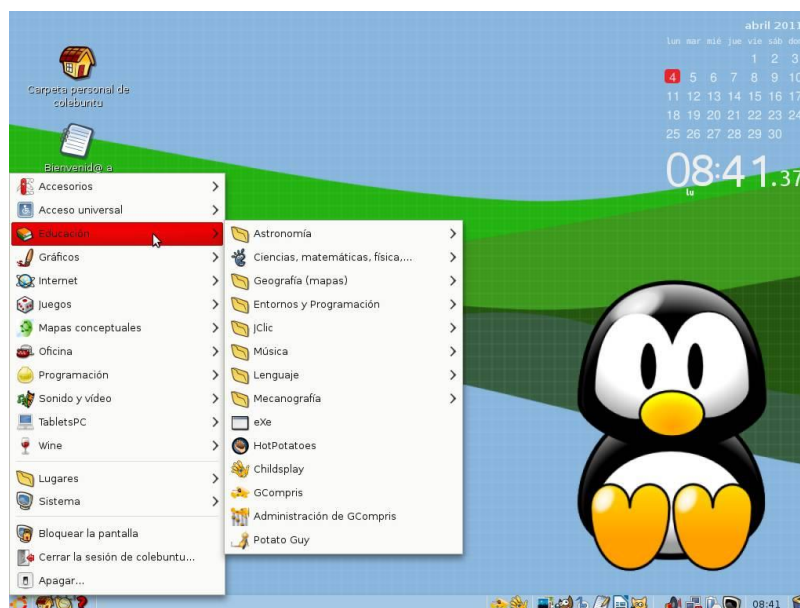 abril 2011
lun mar mié jue vie sáb dom
1 2 3
4 5 6 7 8 9 10
11 12 13 14 15 16 17
18 19 20 21 22 23 24
25 26 27 28 29 30
08:41.37
lu
Carpeta personal de
colebuntu
Bienvenid@ a
Accesorios
Acceso universal
Educación
Gráficos
Internet
Juegos
Mapas conceptuales
Oficina
Programación
Sonido y vídeo
TabletsPC
Wine
Lugares
Sistema
Bloquear la pantalla
Cerrar la sesión de colebuntu...
Apagar...
Astronomía
Ciencias, matemáticas, física,...
Geografía (mapas)
Entornos y Programación
JClic
Música
Lenguaje
Mecanografía
eXe
HotPotatoes
Childsplay
GCompris
Administración de GCompris
Potato Guy
08:41